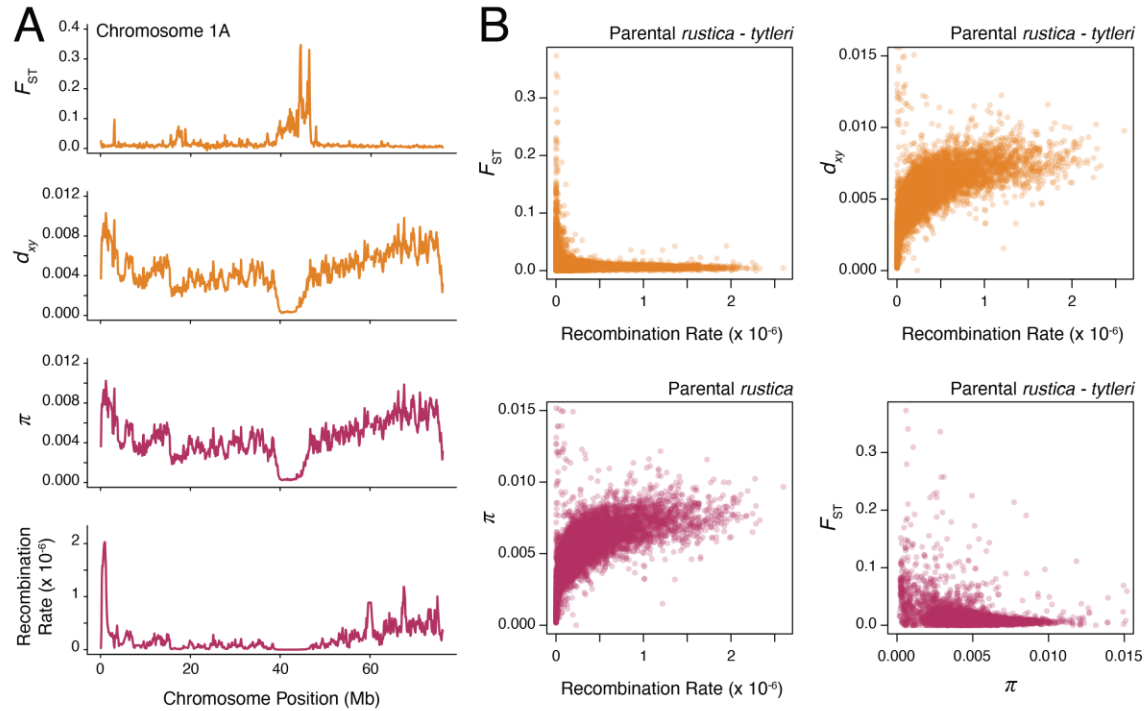 A
Chromosome 1A
0.4
0.3
0.2
0.1
0.0
F_ST
0.012
0.008
0.004
0.000
d_xy
0.012
0.008
0.004
0.000
π
2
1
0
Recombination
Rate (x 10⁻⁶)
0 20 40 60
Chromosome Position (Mb)
B
Parental rustica - tytleri
0.3
0.2
0.1
0.0
F_ST
0 1 2
Recombination Rate (x 10⁻⁶)
Parental rustica - tytleri
0.015
0.010
0.005
0.000
d_xy
0 1 2
Recombination Rate (x 10⁻⁶)
Parental rustica
0.015
0.010
0.005
0.000
π
0 1 2
Recombination Rate (x 10⁻⁶)
Parental rustica - tytleri
0.3
0.2
0.1
0.0
F_ST
0.000 0.005 0.010 0.015
π